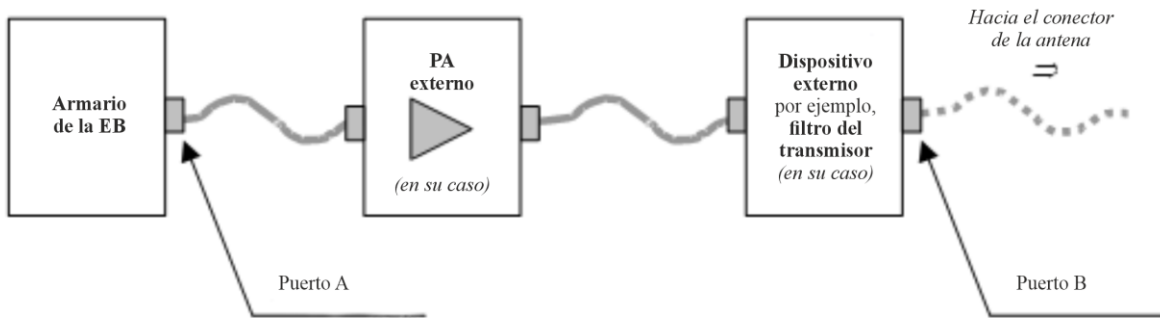 Armario
de la EB
PA
externo
(en su caso)
Dispositivo
externo
por ejemplo,
filtro del
transmisor
(en su caso)
Hacia el conector
de la antena
Puerto A
Puerto B